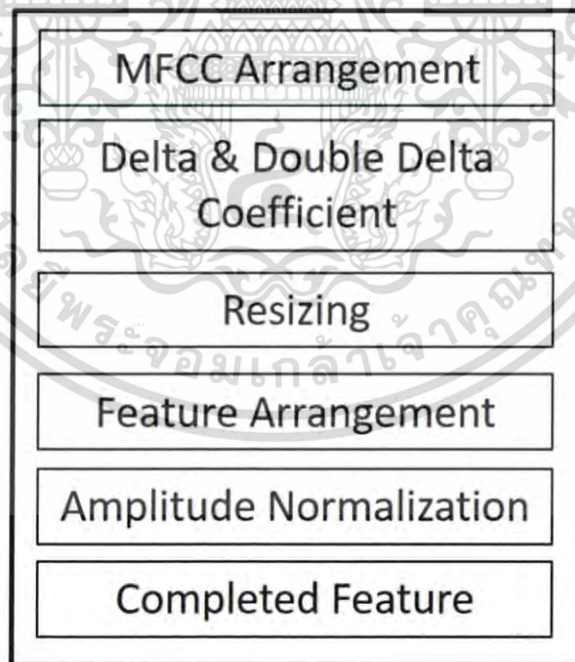 MFCC Arrangement
Delta & Double Delta
Coefficient
Resizing
Feature Arrangement
Amplitude Normalization
Completed Feature